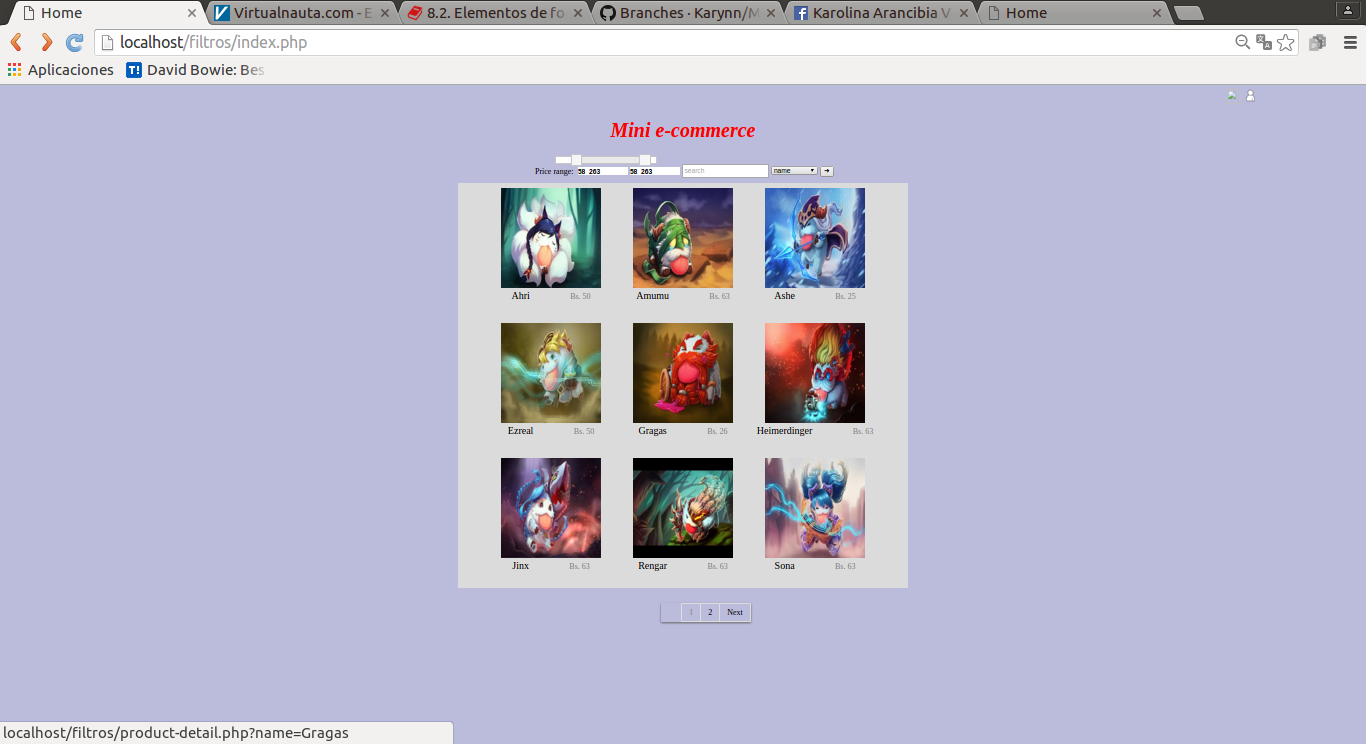 Home
Virtualnauta.com - E
8.2. Elementos de fo
Branches · Karynn/M
Karolina Arancibia V
Home
localhost/filtros/index.php
Aplicaciones
T!
David Bowie: Bes
Mini e-commerce
Price range: 58 263 58 263 search name
Ahri Bs. 50
Amumu Bs. 63
Ashe Bs. 25
Ezreal Bs. 50
Gragas Bs. 26
Heimerdinger Bs. 63
Jinx Bs. 63
Rengar Bs. 63
Sona Bs. 63
1 2 Next
localhost/filtros/product-detail.php?name=Gragas